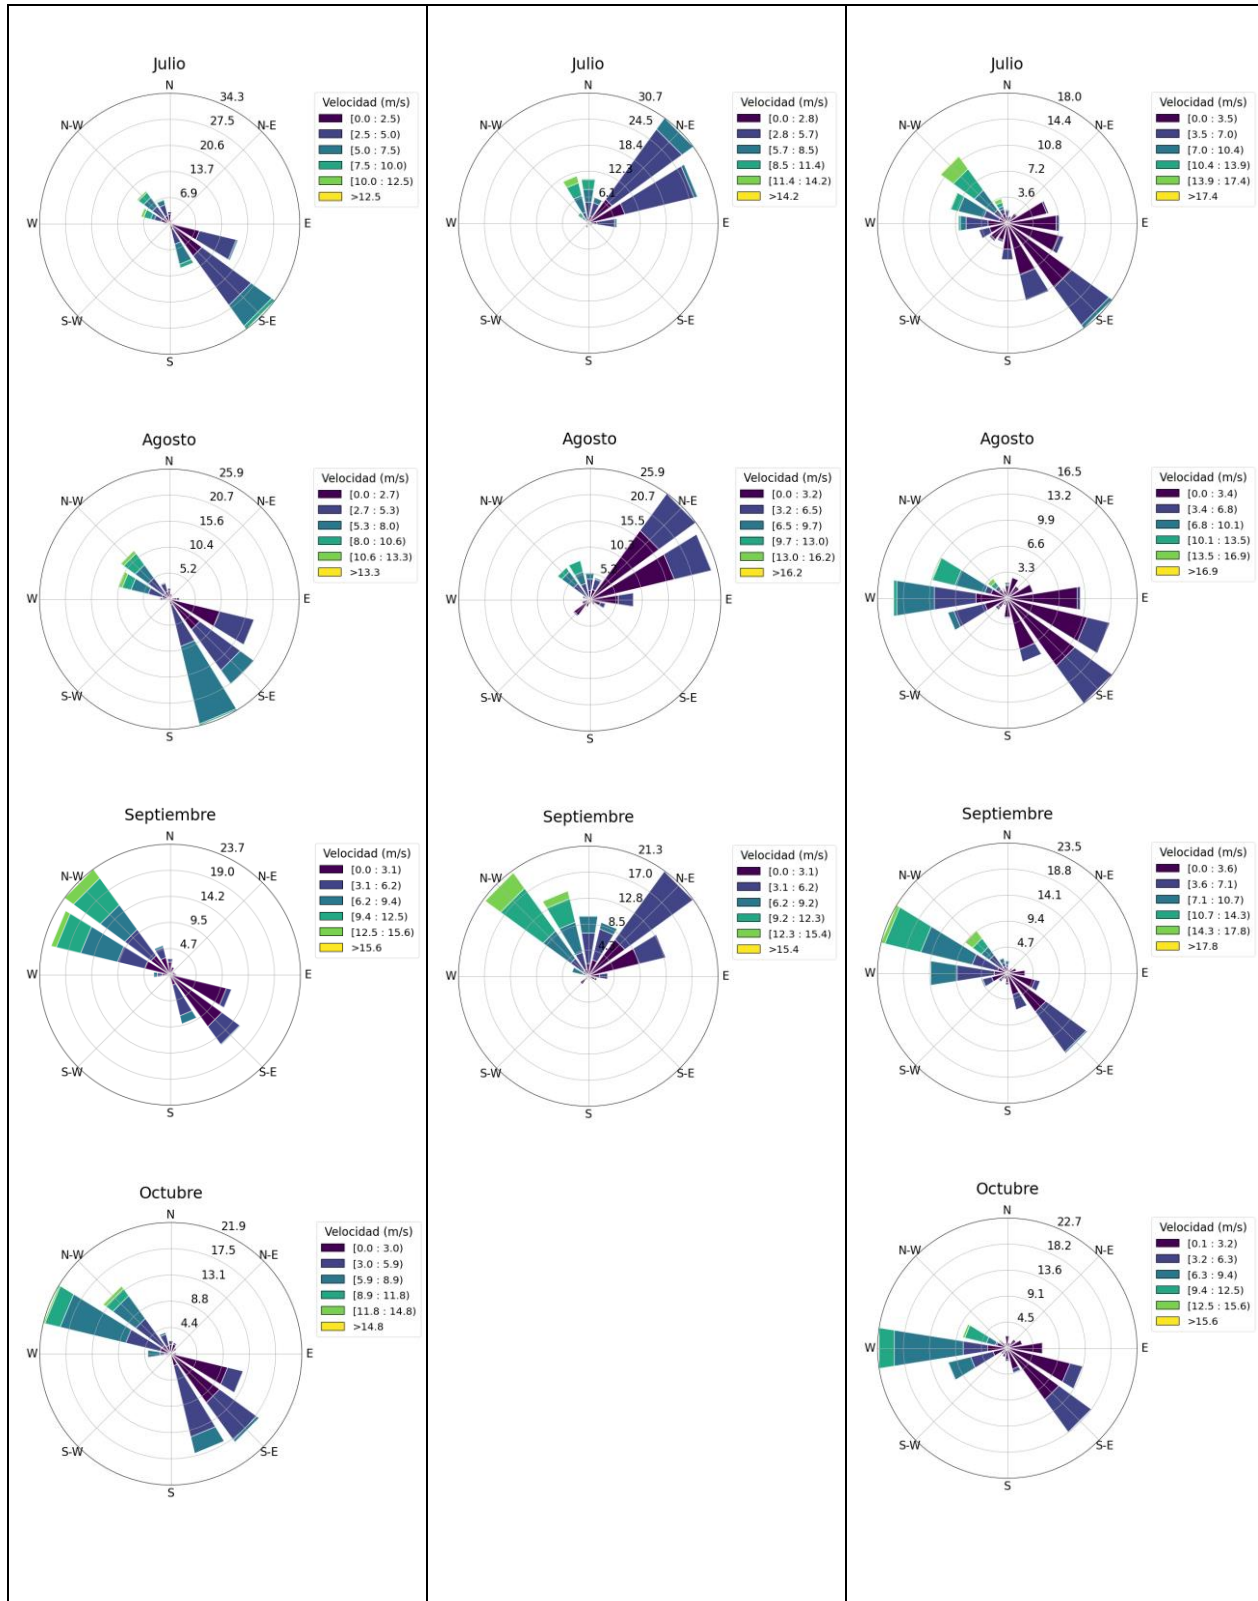 Julio
N
34.3
N-W
N-E
27.5
20.6
13.7
6.9
W
E
S-W
S-E
S
Velocidad (m/s)
[0.0 : 2.5)
[2.5 : 5.0)
[5.0 : 7.5)
[7.5 : 10.0)
[10.0 : 12.5)
>12.5
Julio
N
30.7
N-W
N-E
24.5
18.4
12.3
6.1
W
E
S-W
S-E
S
Velocidad (m/s)
[0.0 : 2.8)
[2.8 : 5.7)
[5.7 : 8.5)
[8.5 : 11.4)
[11.4 : 14.2)
>14.2
Julio
N
18.0
N-W
N-E
14.4
10.8
7.2
3.6
W
E
S-W
S-E
S
Velocidad (m/s)
[0.0 : 3.5)
[3.5 : 7.0)
[7.0 : 10.4)
[10.4 : 13.9)
[13.9 : 17.4)
>17.4
Agosto
N
25.9
N-W
N-E
20.7
15.6
10.4
5.2
W
E
S-W
S-E
S
Velocidad (m/s)
[0.0 : 2.7)
[2.7 : 5.3)
[5.3 : 8.0)
[8.0 : 10.6)
[10.6 : 13.3)
>13.3
Agosto
N
25.9
N-W
N-E
20.7
15.5
W
E
S-W
S-E
S
Velocidad (m/s)
[0.0 : 3.2)
[3.2 : 6.5)
[6.5 : 9.7)
[9.7 : 13.0)
[13.0 : 16.2)
>16.2
Agosto
N
16.5
N-W
N-E
13.2
9.9
6.6
3.3
W
E
S-W
S-E
S
Velocidad (m/s)
[0.0 : 3.4)
[3.4 : 6.8)
[6.8 : 10.1)
[10.1 : 13.5)
[13.5 : 16.9)
>16.9
Septiembre
N
23.7
N-W
N-E
19.0
14.2
9.5
4.7
W
E
S-W
S-E
S
Velocidad (m/s)
[0.0 : 3.1)
[3.1 : 6.2)
[6.2 : 9.4)
[9.4 : 12.5)
[12.5 : 15.6)
>15.6
Septiembre
N
21.3
N-W
N-E
17.0
12.8
8.5
W
E
S-W
S-E
S
Velocidad (m/s)
[0.0 : 3.1)
[3.1 : 6.2)
[6.2 : 9.2)
[9.2 : 12.3)
[12.3 : 15.4)
>15.4
Septiembre
N
23.5
N-W
N-E
18.8
14.1
9.4
4.7
W
E
S-W
S-E
S
Velocidad (m/s)
[0.0 : 3.6)
[3.6 : 7.1)
[7.1 : 10.7)
[10.7 : 14.3)
[14.3 : 17.8)
>17.8
Octubre
N
21.9
N-W
N-E
17.5
13.1
8.8
4.4
W
E
S-W
S-E
S
Velocidad (m/s)
[0.0 : 3.0)
[3.0 : 5.9)
[5.9 : 8.9)
[8.9 : 11.8)
[11.8 : 14.8)
>14.8
Octubre
N
22.7
N-W
N-E
18.2
13.6
9.1
4.5
W
E
S-W
S-E
S
Velocidad (m/s)
[0.1 : 3.2)
[3.2 : 6.3)
[6.3 : 9.4)
[9.4 : 12.5)
[12.5 : 15.6)
>15.6